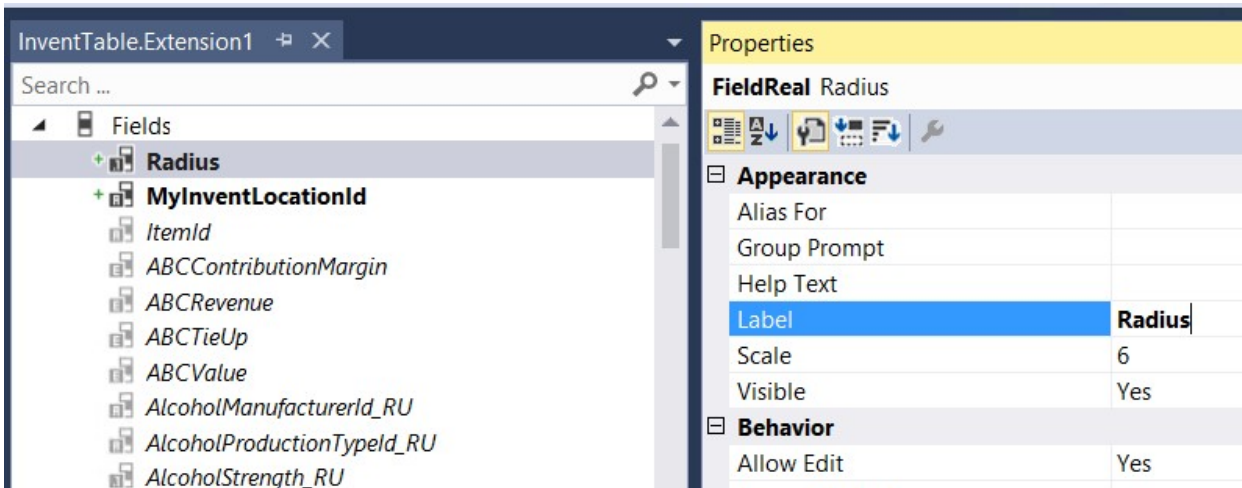 InventTable.Extension1
Search ...
Fields
Radius
MyInventLocationId
ItemId
ABCContributionMargin
ABCRevenue
ABCTieUp
ABCValue
AlcoholManufacturerId_RU
AlcoholProductionTypeId_RU
AlcoholStrength_RU
Properties
FieldReal Radius
Appearance
Alias For
Group Prompt
Help Text
Label Radius
Scale 6
Visible Yes
Behavior
Allow Edit Yes